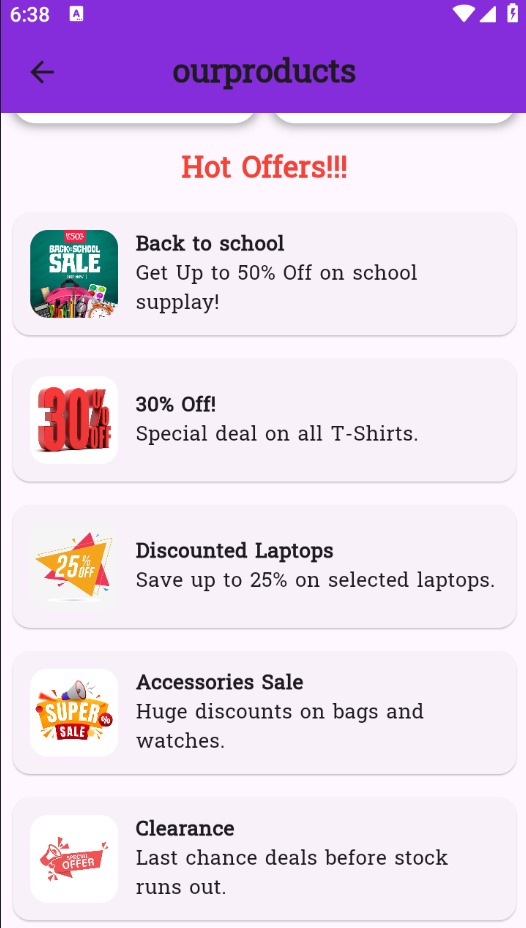 6:38
A
ourproducts
Hot Offers!!!
BACK TO SCHOOL
SALE
Back to school
Get Up to 50% Off on school
supplay!
30%
OFF
30% Off!
Special deal on all T-Shirts.
25%
OFF
Discounted Laptops
Save up to 25% on selected laptops.
SUPER
%
SALE
Accessories Sale
Huge discounts on bags and
watches.
SPECIAL
OFFER
Clearance
Last chance deals before stock
runs out.